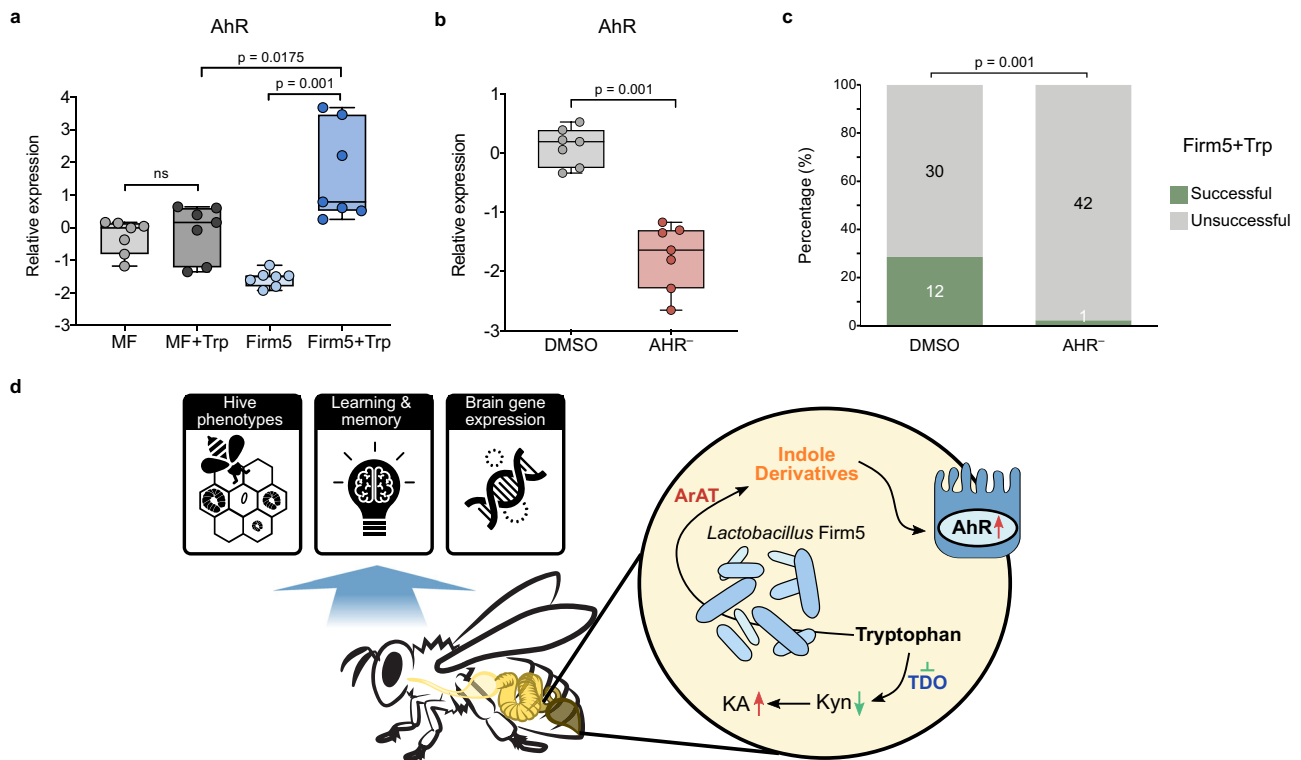 a
AhR
p = 0.0175
p = 0.001
ns
Relative expression
4
3
2
1
0
-1
-2
-3
MF
MF+Trp
Firm5
Firm5+Trp
b
AhR
p = 0.001
Relative expression
1
0
-1
-2
-3
DMSO
AHR⁻
c
p = 0.001
Percentage (%)
100
80
60
40
20
0
30
12
42
1
DMSO
AHR⁻
Firm5+Trp
Successful
Unsuccessful
d
Hive
phenotypes
Learning &
memory
Brain gene
expression
Indole
Derivatives
ArAT
Lactobacillus Firm5
AhR
Tryptophan
TDO
KA
Kyn